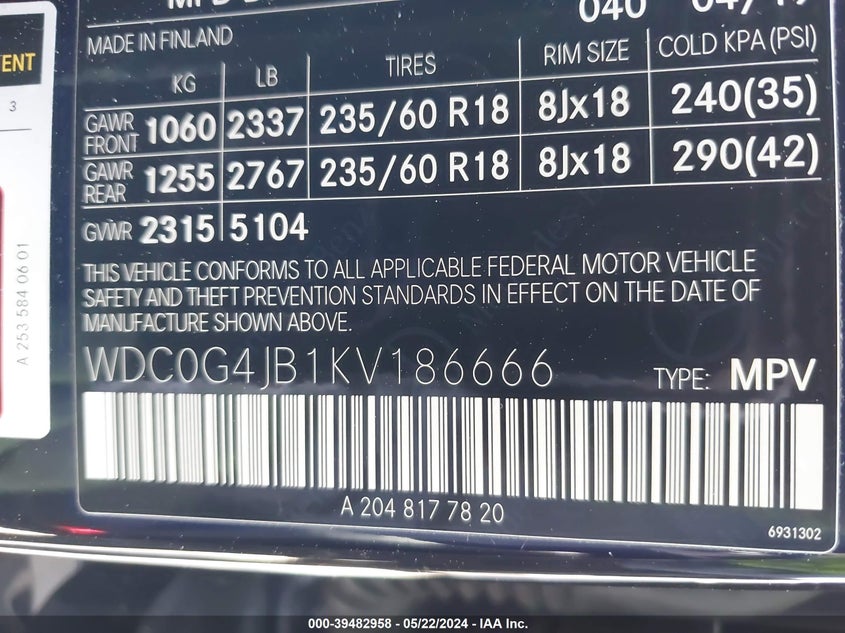 040 04/19
MADE IN FINLAND
KG LB TIRES RIM SIZE COLD KPA(PSI)
GAWR FRONT 1060 2337 235/60 R18 8Jx18 240(35)
GAWR REAR 1255 2767 235/60 R18 8Jx18 290(42)
GVWR 2315 5104
THIS VEHICLE CONFORMS TO ALL APPLICABLE FEDERAL MOTOR VEHICLE
SAFETY AND THEFT PREVENTION STANDARDS IN EFFECT ON THE DATE OF
MANUFACTURE SHOWN ABOVE.
WDC0G4JB1KV186666 TYPE: MPV
A 204 817 78 20
6931302
3
A 253 584 06 01
000-39482958 - 05/22/2024 - IAA Inc.